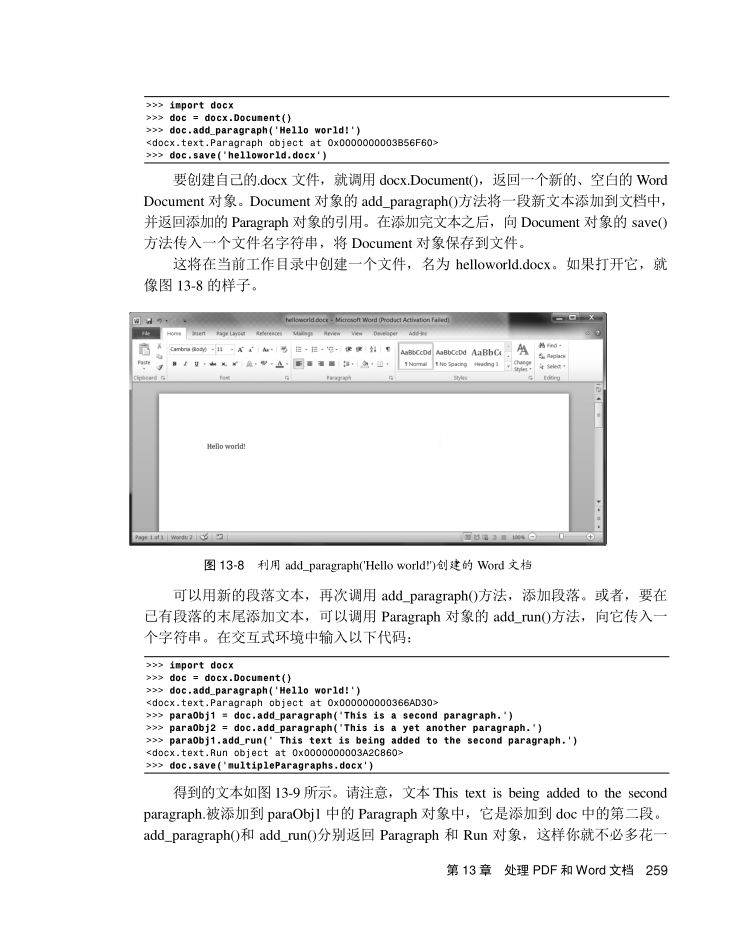 >>> import docx
>>> doc = docx.Document()
>>> doc.add_paragraph('Hello world!')
<docx.text.Paragraph object at 0x0000000003B56F60>
>>> doc.save('helloworld.docx')
要创建自己的.docx 文件，就调用 docx.Document()，返回一个新的、空白的 Word
Document 对象。Document 对象的 add_paragraph()方法将一段新文本添加到文档中，
并返回添加的 Paragraph 对象的引用。在添加完文本之后，向 Document 对象的 save()
方法传入一个文件名字符串，将 Document 对象保存到文件。
这将在当前工作目录中创建一个文件，名为 helloworld.docx。如果打开它，就
像图 13-8 的样子。
helloworld.docx - Microsoft Word (Product Activation Failed)
File Home Insert Page Layout References Mailings Review View Developer Add-Ins
Cambria (Body) 11
Paste
AaBbCcDd AaBbCcDd AaBbCc
¶ Normal ¶ No Spacing Heading 1
Change Styles
Find
Replace
Select
Clipboard Font Paragraph Styles Editing
Hello world!
Page: 1 of 1 Words: 2 100%
图 13-8 利用 add_paragraph('Hello world!')创建的 Word 文档
可以用新的段落文本，再次调用 add_paragraph()方法，添加段落。或者，要在
已有段落的末尾添加文本，可以调用 Paragraph 对象的 add_run()方法，向它传入一
个字符串。在交互式环境中输入以下代码：
>>> import docx
>>> doc = docx.Document()
>>> doc.add_paragraph('Hello world!')
<docx.text.Paragraph object at 0x000000000366AD30>
>>> paraObj1 = doc.add_paragraph('This is a second paragraph.')
>>> paraObj2 = doc.add_paragraph('This is a yet another paragraph.')
>>> paraObj1.add_run(' This text is being added to the second paragraph.')
<docx.text.Run object at 0x0000000003A2C860>
>>> doc.save('multipleParagraphs.docx')
得到的文本如图 13-9 所示。请注意，文本 This text is being added to the second
paragraph.被添加到 paraObj1 中的 Paragraph 对象中，它是添加到 doc 中的第二段。
add_paragraph()和 add_run()分别返回 Paragraph 和 Run 对象，这样你就不必多花一
第 13 章 处理 PDF 和 Word 文档 259